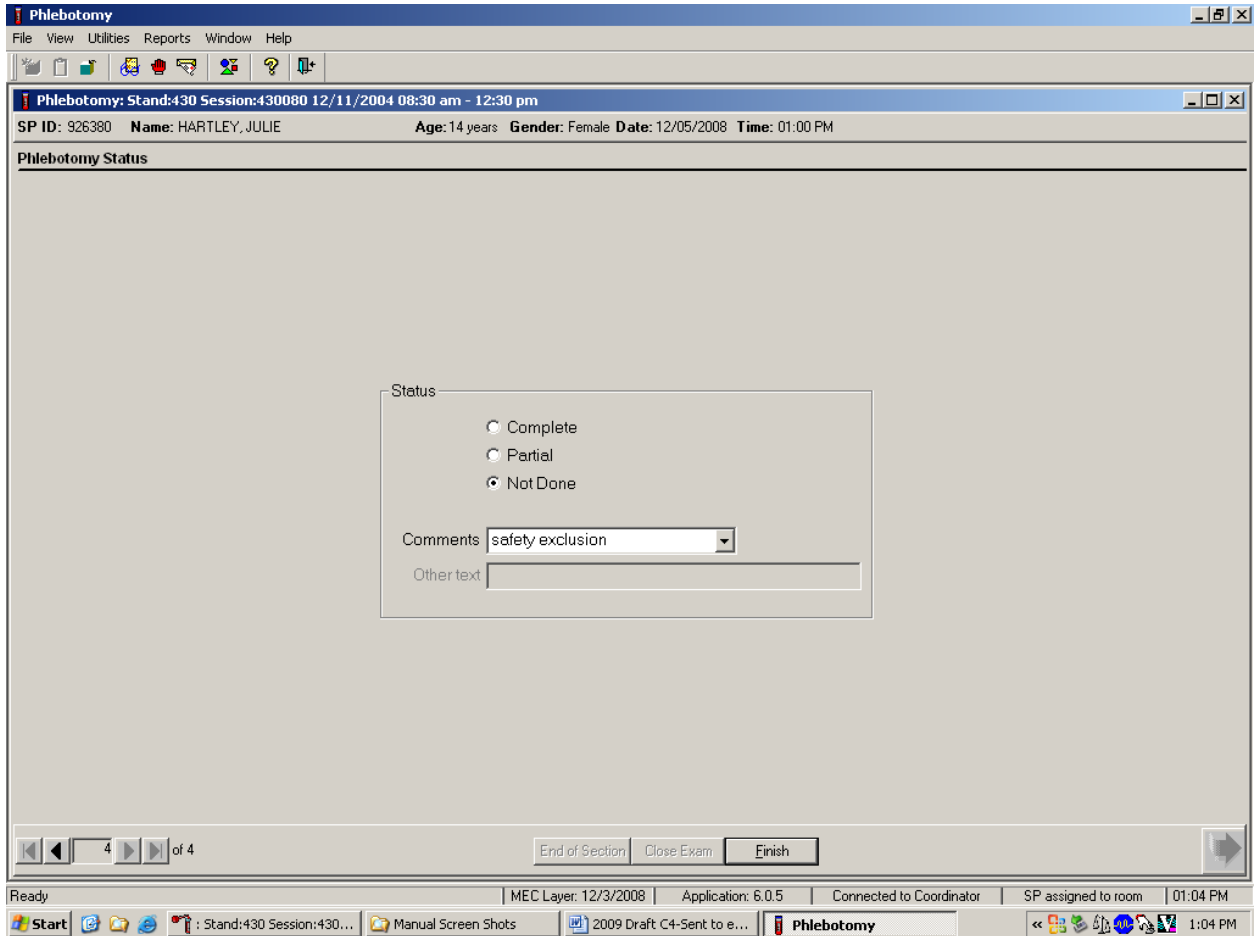 Phlebotomy
File View Utilities Reports Window Help
Phlebotomy: Stand:430 Session:430080 12/11/2004 08:30 am - 12:30 pm
SP ID: 926380 Name: HARTLEY, JULIE Age: 14 years Gender: Female Date: 12/05/2008 Time: 01:00 PM
Phlebotomy Status
Status
Complete
Partial
Not Done
Comments safety exclusion
Other text
4 of 4 End of Section Close Exam Finish
Ready MEC Layer: 12/3/2008 Application: 6.0.5 Connected to Coordinator SP assigned to room 01:04 PM
Start : Stand:430 Session:430... Manual Screen Shots 2009 Draft C4-Sent to e... Phlebotomy « 1:04 PM